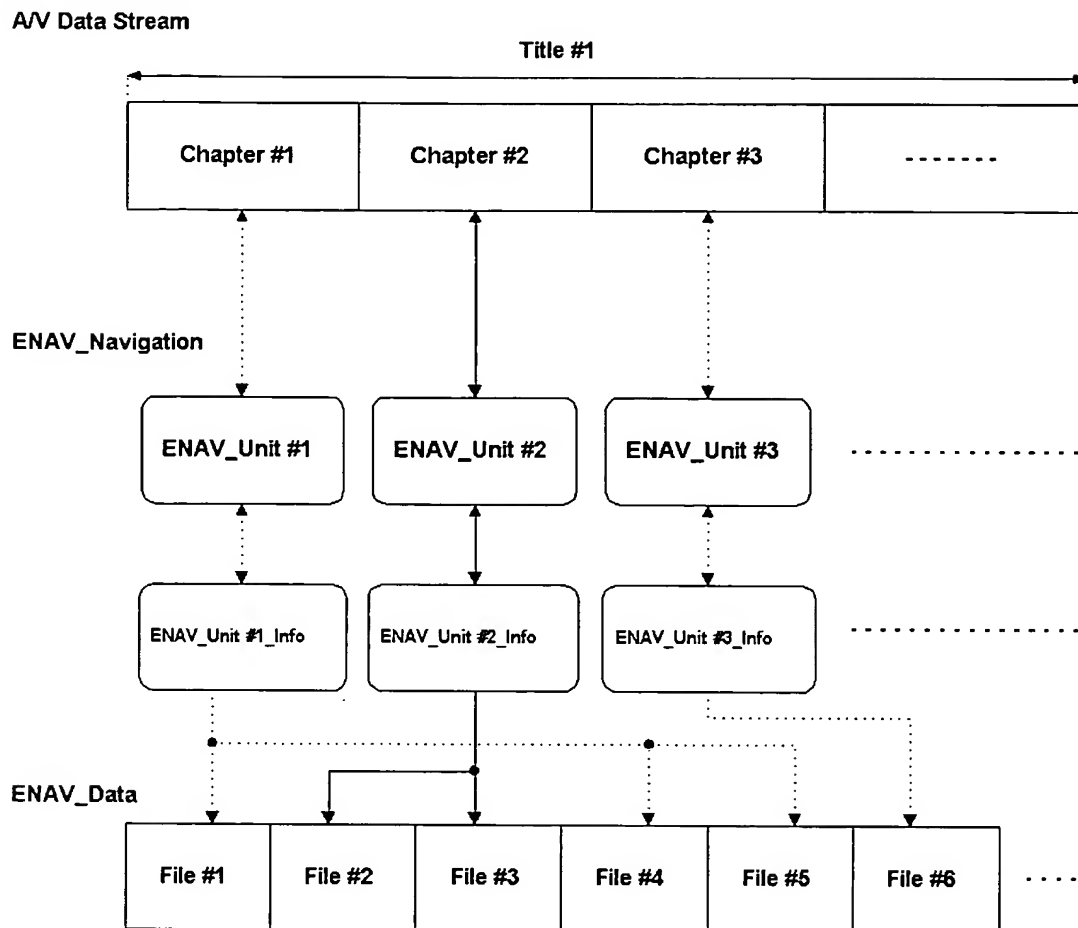 A/V Data Stream
Title #1
Chapter #1
Chapter #2
Chapter #3
ENAV_Navigation
ENAV_Unit #1
ENAV_Unit #2
ENAV_Unit #3
ENAV_Unit #1_Info
ENAV_Unit #2_Info
ENAV_Unit #3_Info
ENAV_Data
File #1
File #2
File #3
File #4
File #5
File #6